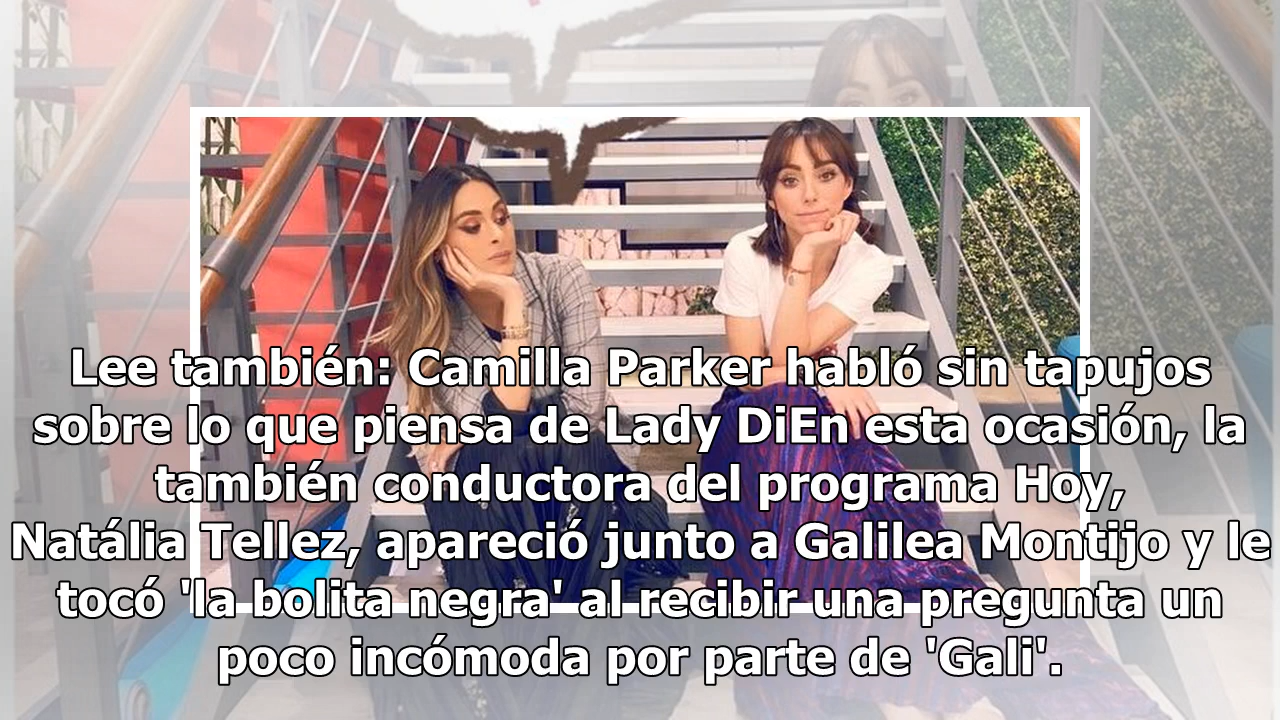 Lee también: Camilla Parker habló sin tapujos
sobre lo que piensa de Lady DiEn esta ocasión, la
también conductora del programa Hoy,
Natália Tellez, apareció junto a Galilea Montijo y le
tocó 'la bolita negra' al recibir una pregunta un
poco incómoda por parte de 'Gali'.